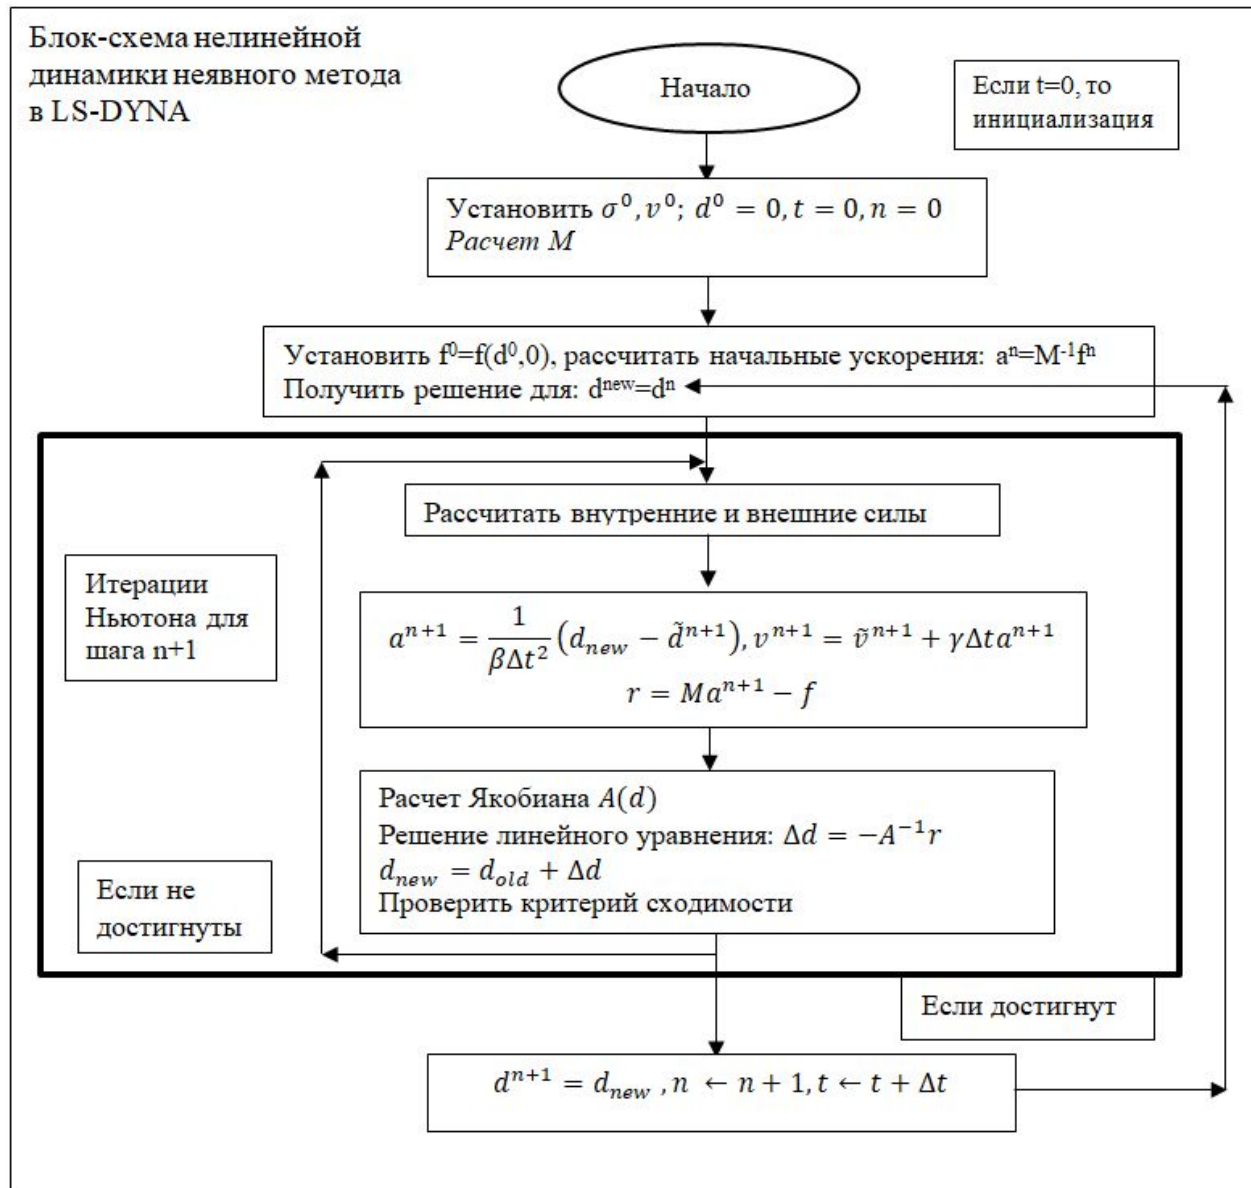 Блок-схема нелинейной
динамики неявного метода
в LS-DYNA
Начало
Если t=0, то
инициализация
Установить σ⁰, v⁰; d⁰ = 0, t = 0, n = 0
Расчет M
Установить f⁰=f(d⁰,0), рассчитать начальные ускорения: aⁿ=M⁻¹fⁿ
Получить решение для: dⁿᵉʷ=dⁿ
Рассчитать внутренние и внешние силы
Итерации
Ньютона для
шага n+1
aⁿ⁺¹ = 1/(βΔt²) (d_new − d̃ⁿ⁺¹), vⁿ⁺¹ = ṽⁿ⁺¹ + γΔtaⁿ⁺¹
r = Maⁿ⁺¹ − f
Расчет Якобиана A(d)
Решение линейного уравнения: Δd = −A⁻¹r
d_new = d_old + Δd
Проверить критерий сходимости
Если не
достигнуты
Если достигнут
dⁿ⁺¹ = d_new , n ← n + 1, t ← t + Δt